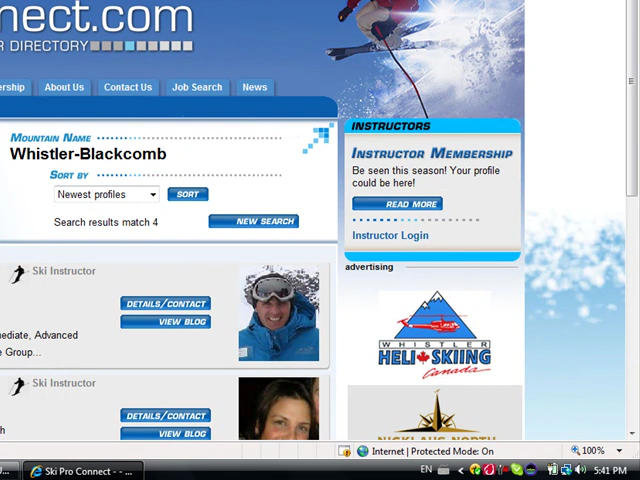 nect.com
R DIRECTORY
ership
About Us
Contact Us
Job Search
News
MOUNTAIN NAME
Whistler-Blackcomb
SORT BY
Newest profiles
SORT
Search results match 4
NEW SEARCH
INSTRUCTORS
INSTRUCTOR MEMBERSHIP
Be seen this season! Your profile
could be here!
READ MORE
Instructor Login
advertising
Ski Instructor
DETAILS/CONTACT
VIEW BLOG
mediate, Advanced
e Group...
WHISTLER
HELI SKIING
Canada
Ski Instructor
DETAILS/CONTACT
VIEW BLOG
h
NICKLAUS NORTH
Internet | Protected Mode: On
100%
U...
Ski Pro Connect - - ...
EN
5:41 PM